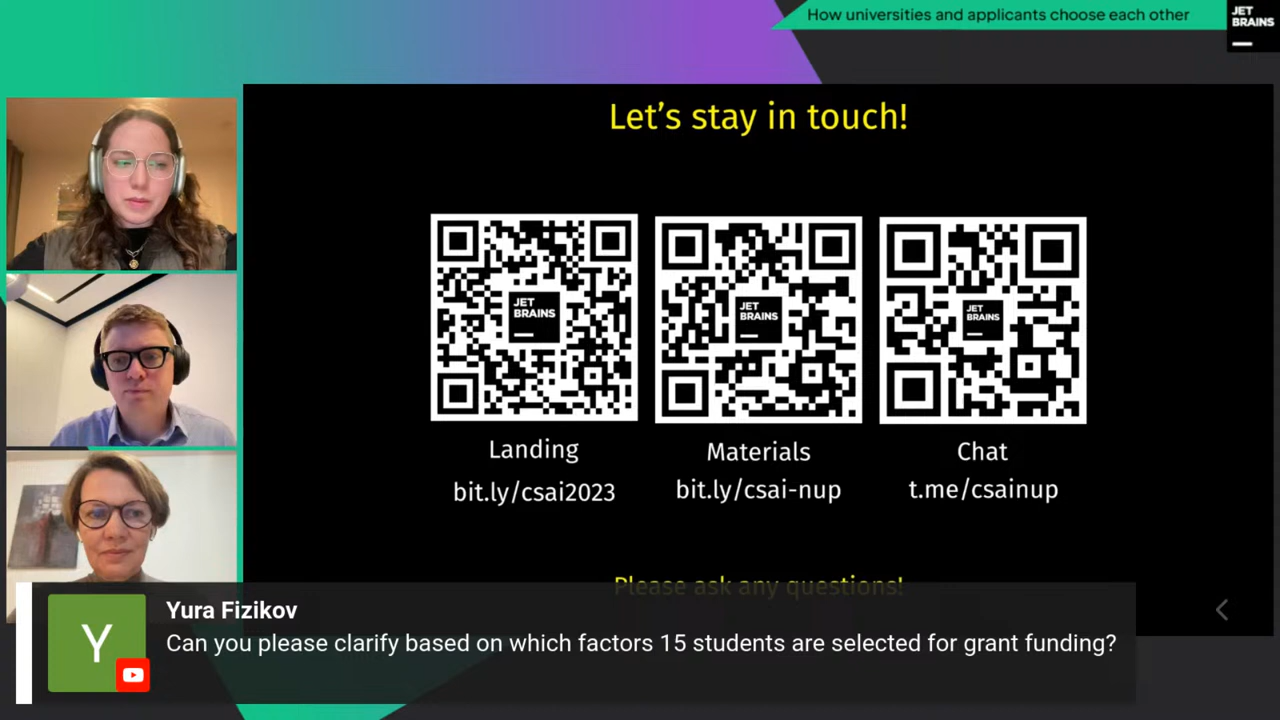 How universities and applicants choose each other
JET
BRAINS
Let's stay in touch!
JET
BRAINS
JET
BRAINS
JET
BRAINS
Landing
Materials
Chat
bit.ly/csai2023
bit.ly/csai-nup
t.me/csainup
Please ask any questions!
Y
Yura Fizikov
Can you please clarify based on which factors 15 students are selected for grant funding?